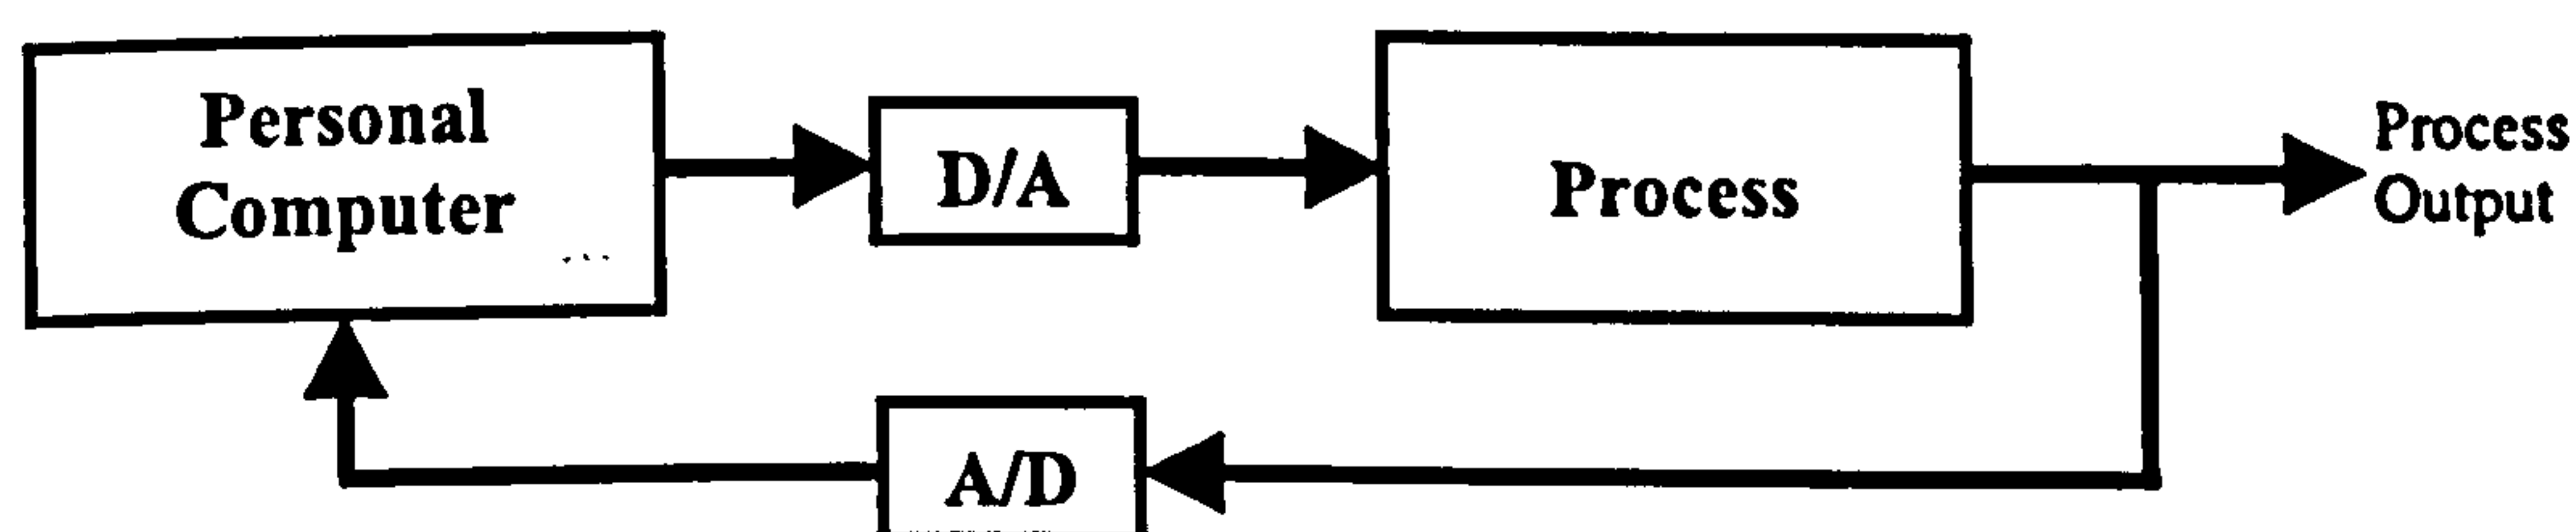 Personal
Computer
D/A
Process
Process
Output
A/D